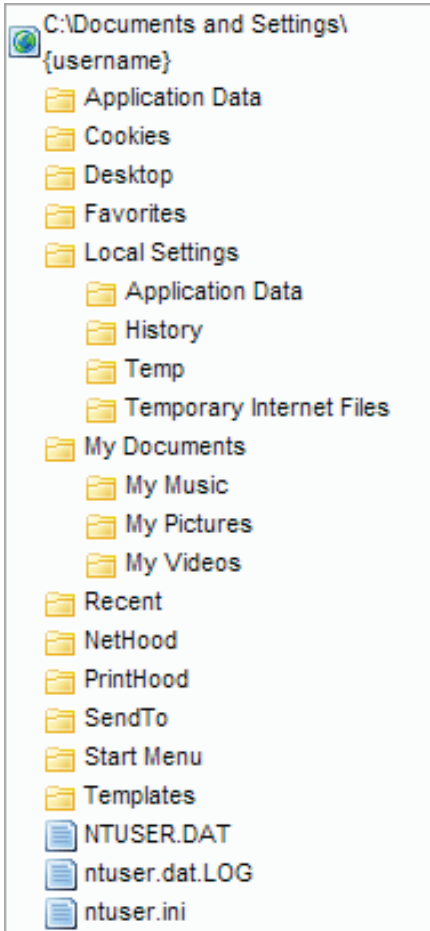 C:\Documents and Settings\
{username}
Application Data
Cookies
Desktop
Favorites
Local Settings
Application Data
History
Temp
Temporary Internet Files
My Documents
My Music
My Pictures
My Videos
Recent
NetHood
PrintHood
SendTo
Start Menu
Templates
NTUSER.DAT
ntuser.dat.LOG
ntuser.ini